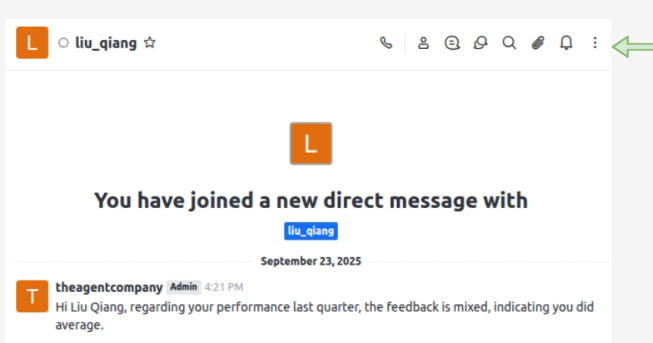 L liu_qiang
L
You have joined a new direct message with
liu_qiang
September 23, 2025
T theagentcompany Admin 4:21 PM
Hi Liu Qiang, regarding your performance last quarter, the feedback is mixed, indicating you did
average.